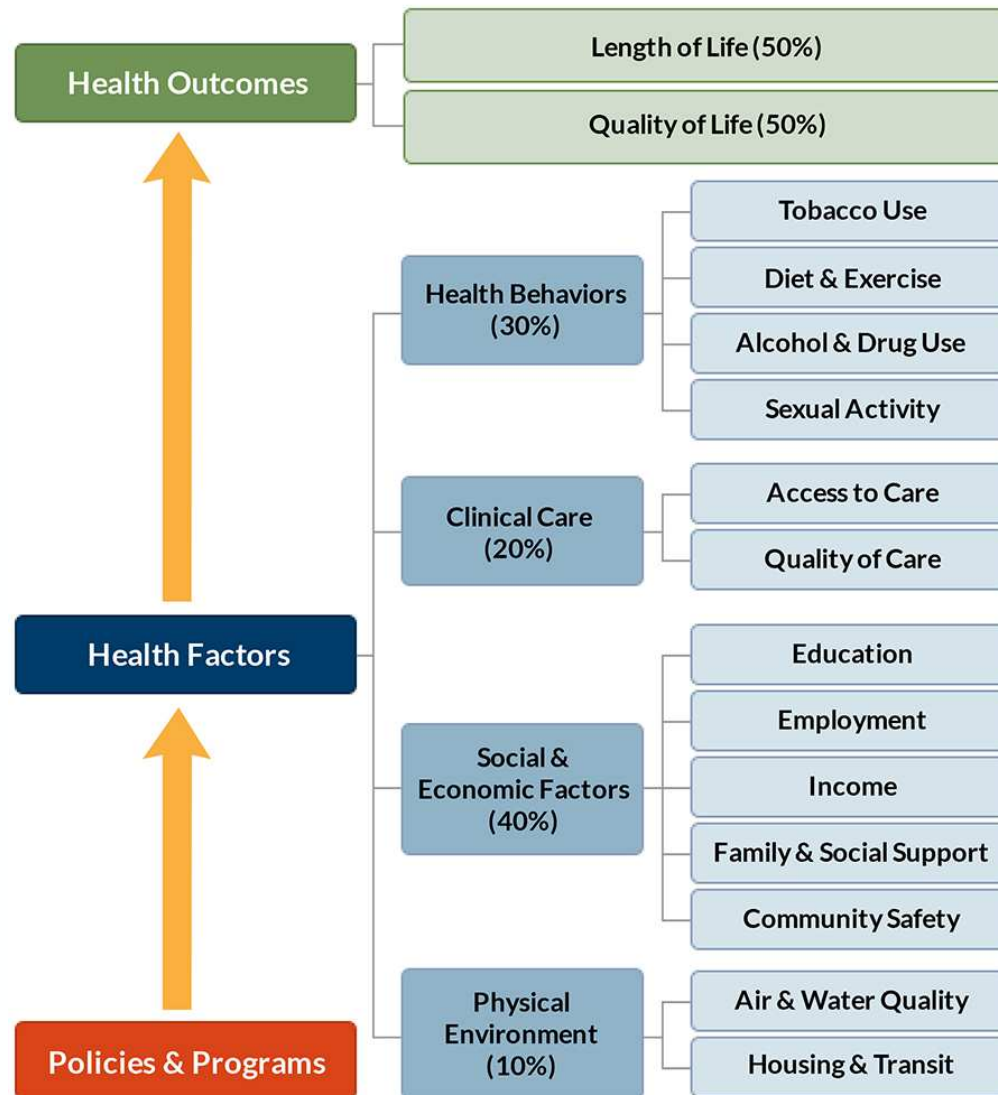 Health Outcomes
Length of Life (50%)
Quality of Life (50%)
Health Factors
Health Behaviors
(30%)
Tobacco Use
Diet & Exercise
Alcohol & Drug Use
Sexual Activity
Clinical Care
(20%)
Access to Care
Quality of Care
Social &
Economic Factors
(40%)
Education
Employment
Income
Family & Social Support
Community Safety
Physical
Environment
(10%)
Air & Water Quality
Housing & Transit
Policies & Programs